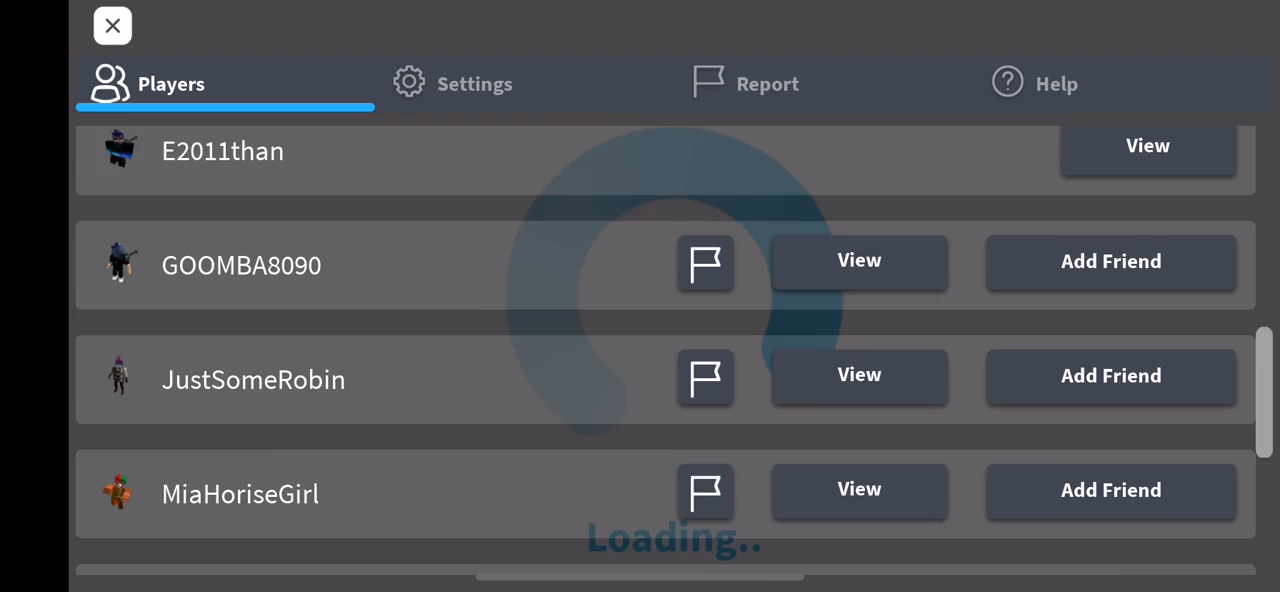 Players Settings Report Help
E2011than View
GOOMBA8090 View Add Friend
JustSomeRobin View Add Friend
MiaHoriseGirl View Add Friend
Loading..